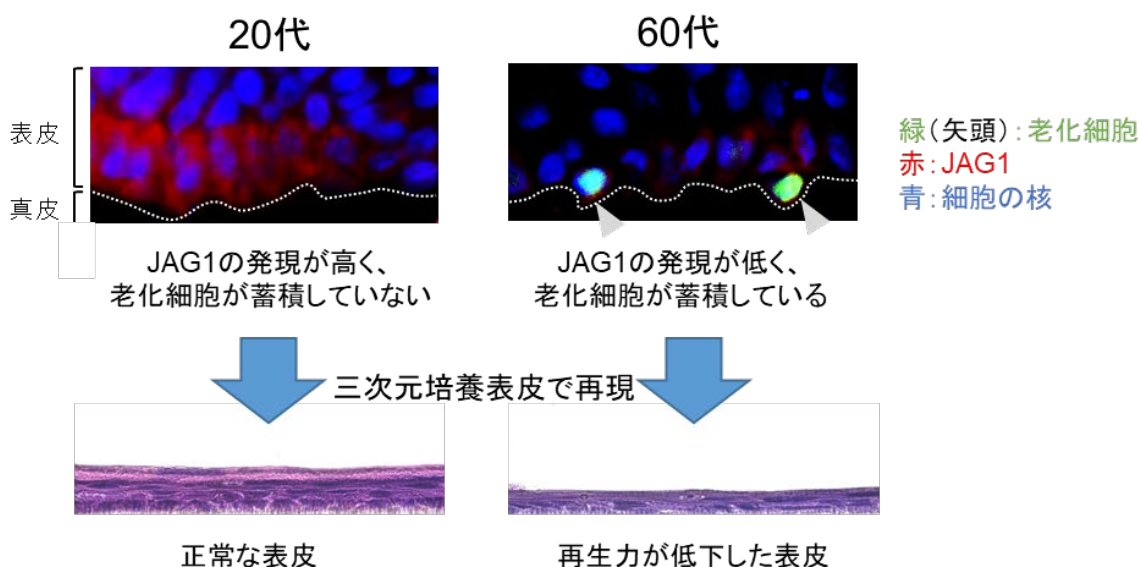 20代
60代
表皮
真皮
緑(矢頭):老化細胞
赤:JAG1
青:細胞の核
JAG1の発現が高く、
老化細胞が蓄積していない
JAG1の発現が低く、
老化細胞が蓄積している
三次元培養表皮で再現
正常な表皮
再生力が低下した表皮